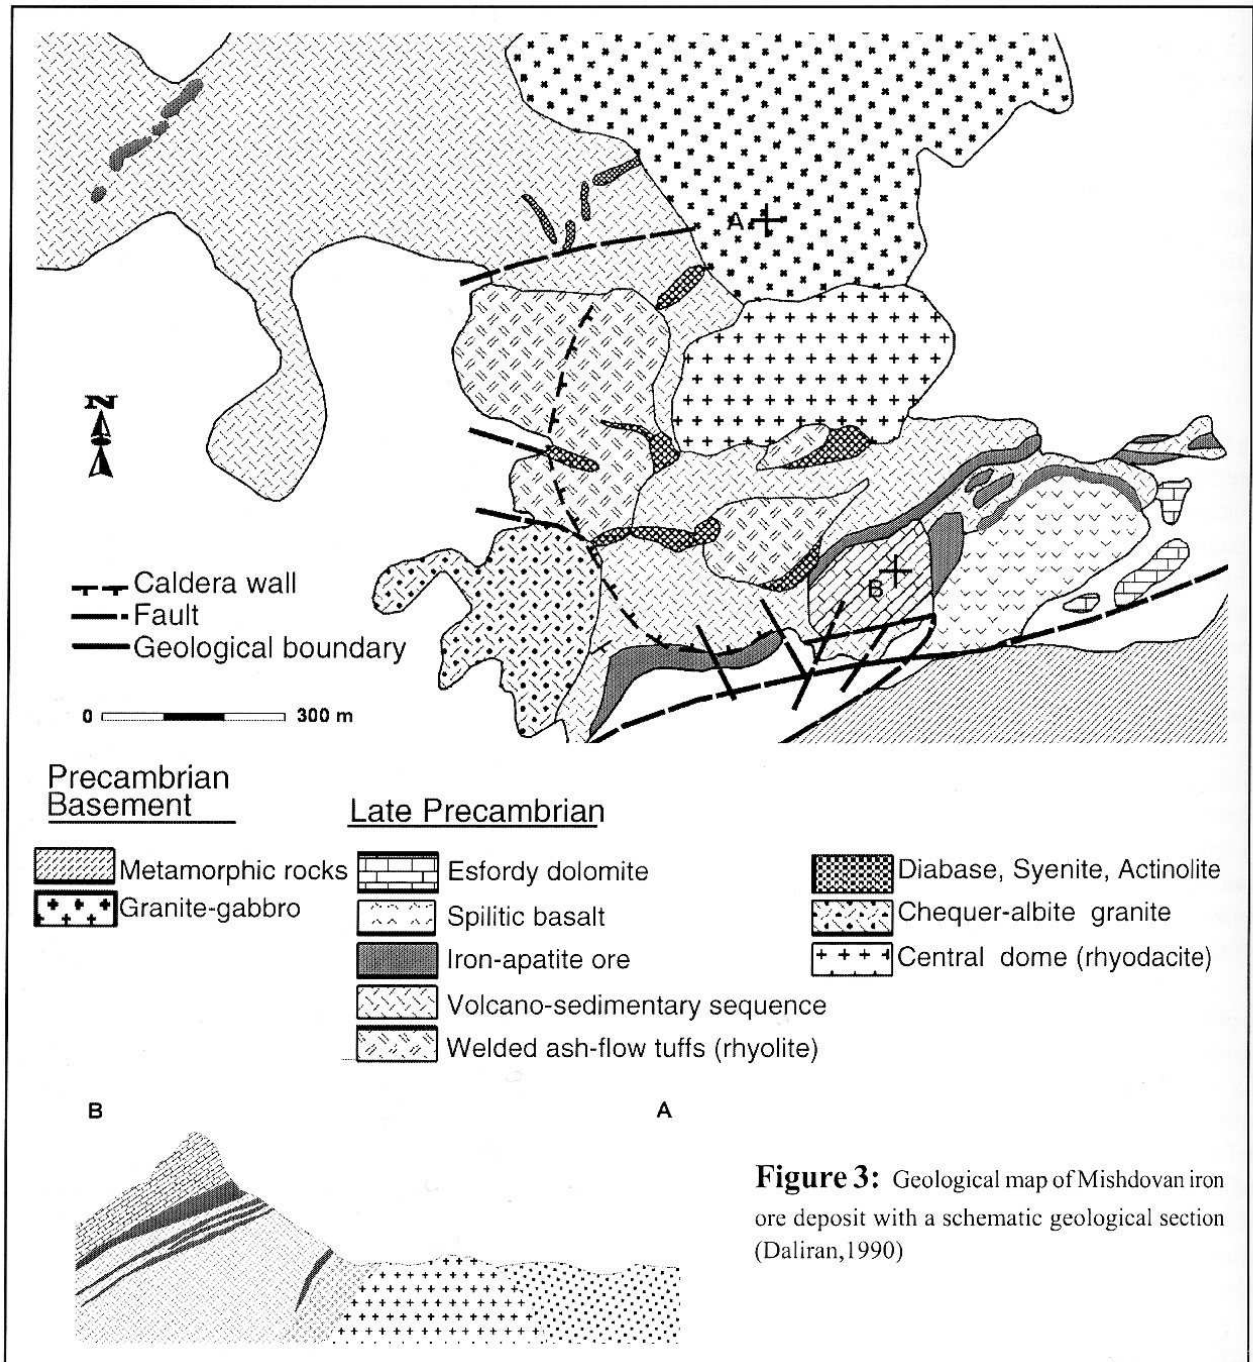 A
N
B
Caldera wall
Fault
Geological boundary
0 300 m
Precambrian
Basement
Metamorphic rocks
Granite-gabbro
Late Precambrian
Esfordy dolomite
Spilitic basalt
Iron-apatite ore
Volcano-sedimentary sequence
Welded ash-flow tuffs (rhyolite)
Diabase, Syenite, Actinolite
Chequer-albite granite
Central dome (rhyodacite)
B A
Figure 3: Geological map of Mishdovan iron
ore deposit with a schematic geological section
(Daliran,1990)